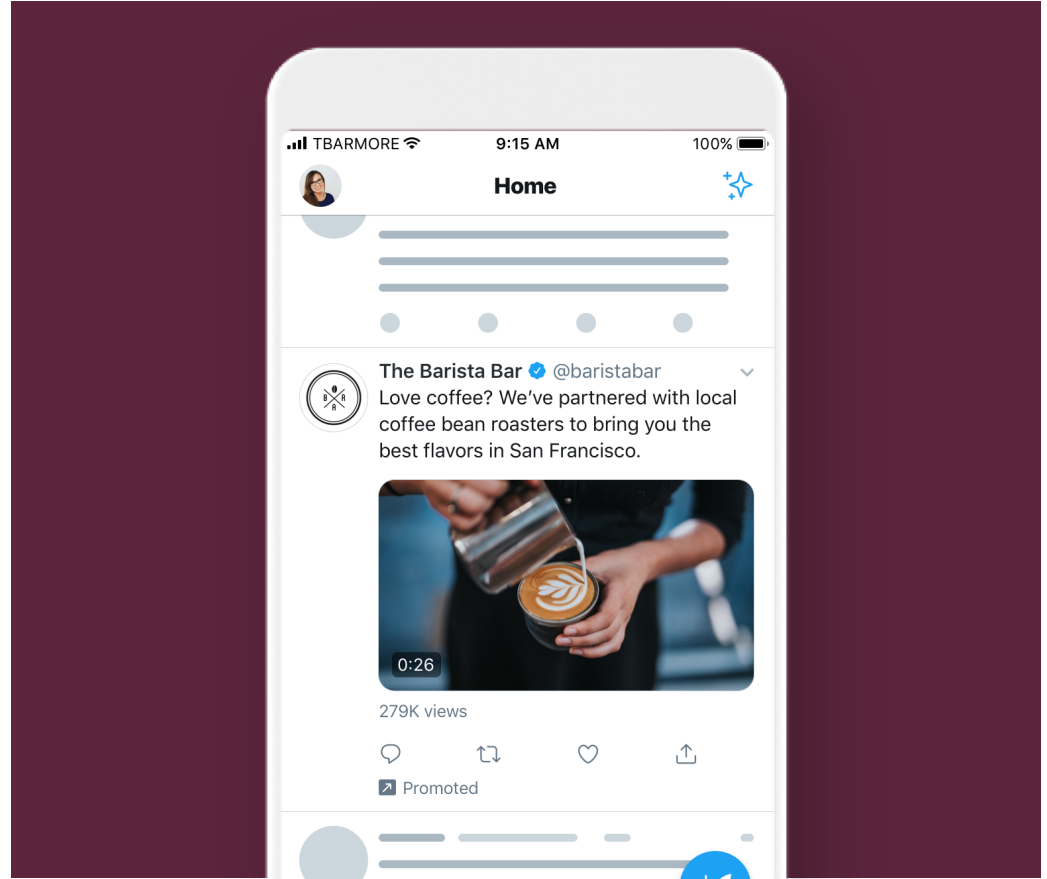 TBARMORE 9:15 AM 100%
Home
The Barista Bar @baristabar
Love coffee? We’ve partnered with local
coffee bean roasters to bring you the
best flavors in San Francisco.
B A R
A
0:26
279K views
Promoted